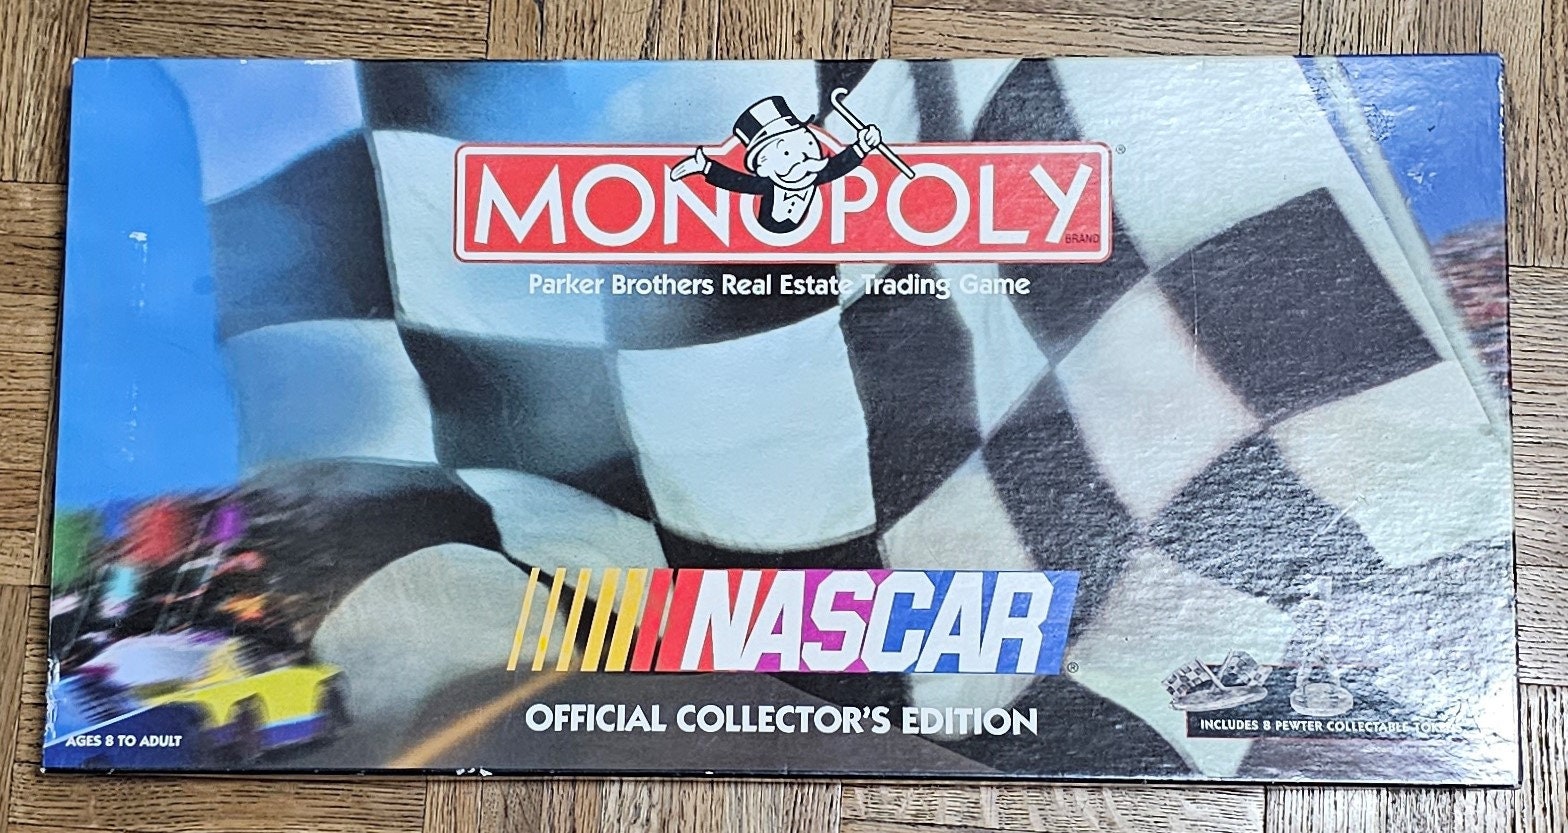 MONOPOLY®
BRAND
Parker Brothers Real Estate Trading Game
NASCAR®
OFFICIAL COLLECTOR'S EDITION
AGES 8 TO ADULT
INCLUDES 8 PEWTER COLLECTABLE